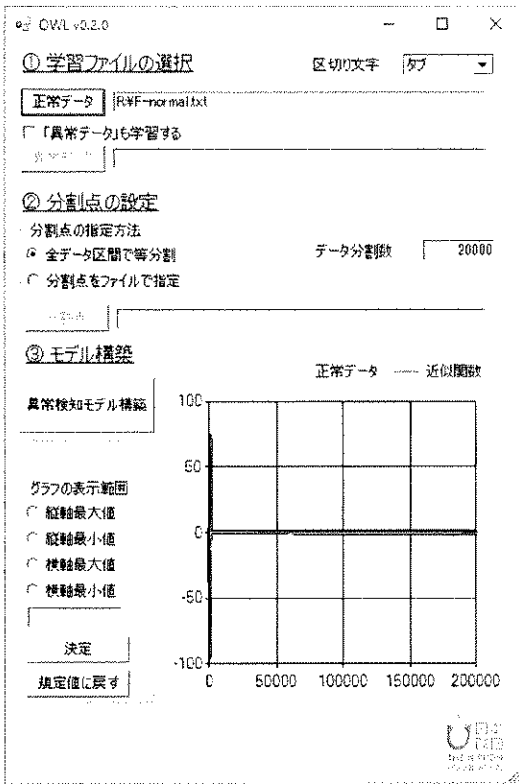 OWL v0.2.0
① 学習ファイルの選択
区切り文字 タブ
正常データ R¥F-normal.txt
「異常データ」も学習する
② 分割点の設定
分割点の指定方法
全データ区間で等分割
データ分割数 20000
分割点をファイルで指定
③ モデル構築
正常データ 近似関数
異常検知モデル構築
100
50
0
-50
-100
0 50000 100000 150000 200000
グラフの表示範囲
縦軸最大値
縦軸最小値
横軸最大値
横軸最小値
決定
規定値に戻す